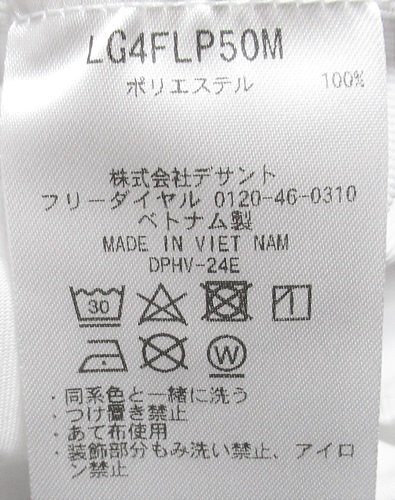 LG4FLP50M
ポリエステル 100%
株式会社デサント
フリーダイヤル 0120-46-0310
ベトナム製
MADE IN VIET NAM
DPHV-24E
30
W
・同系色と一緒に洗う
・つけ置き禁止
・あて布使用
・装飾部分もみ洗い禁止、アイロ
ン禁止